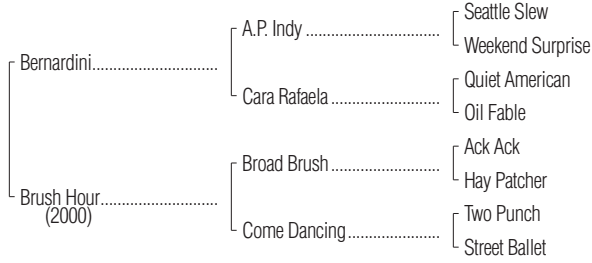 Seattle Slew
A.P. Indy ..............................
Weekend Surprise
Bernardini............................
Quiet American
Cara Rafaela ........................
Oil Fable
Ack Ack
Broad Brush ........................
Hay Patcher
Brush Hour..........................
(2000)
Two Punch
Come Dancing....................
Street Ballet